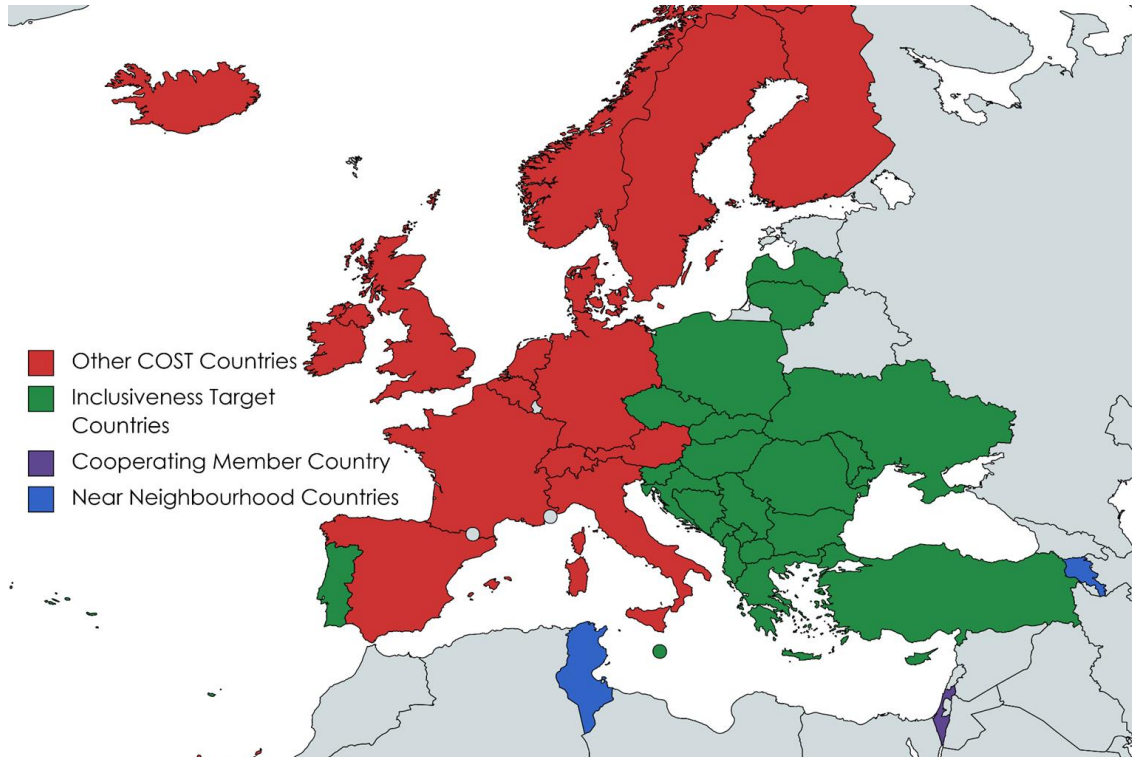 Other COST Countries
Inclusiveness Target
Countries
Cooperating Member Country
Near Neighbourhood Countries